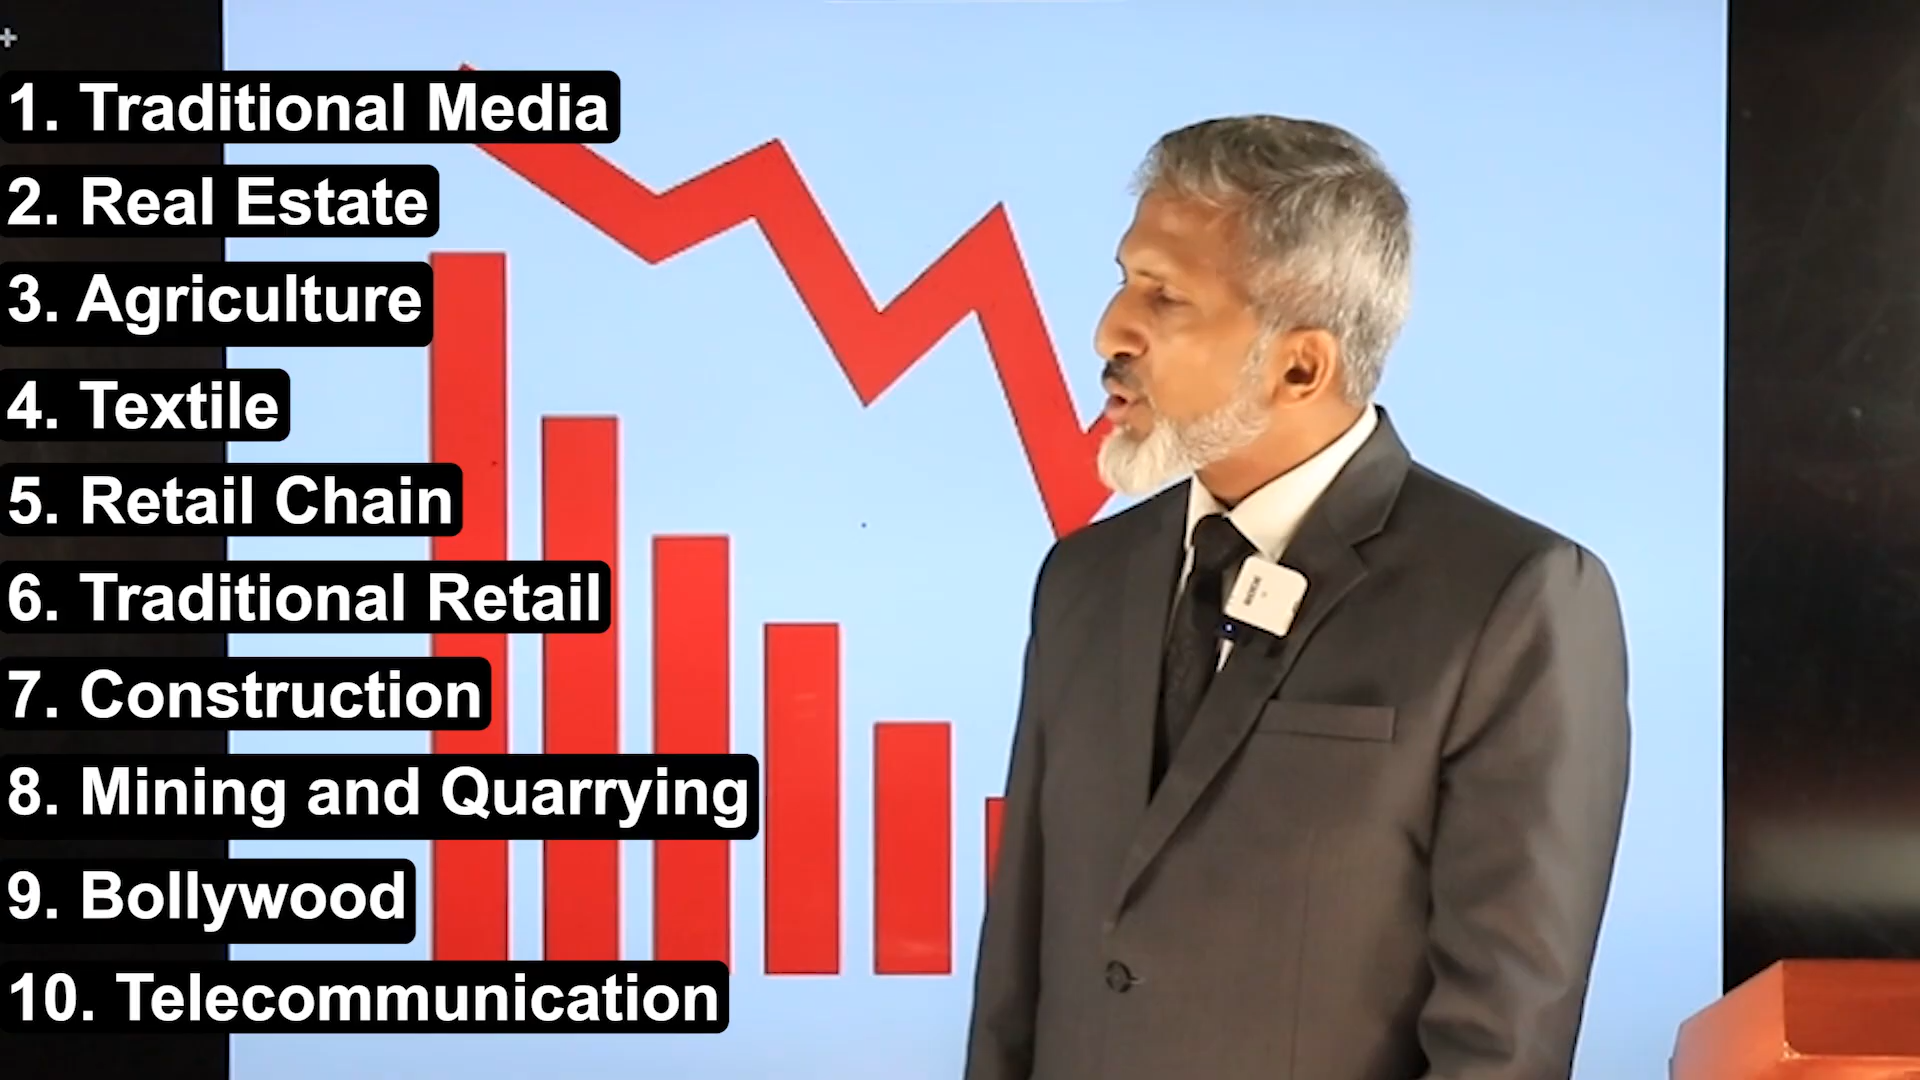 1. Traditional Media
2. Real Estate
3. Agriculture
4. Textile
5. Retail Chain
6. Traditional Retail
7. Construction
8. Mining and Quarrying
9. Bollywood
10. Telecommunication